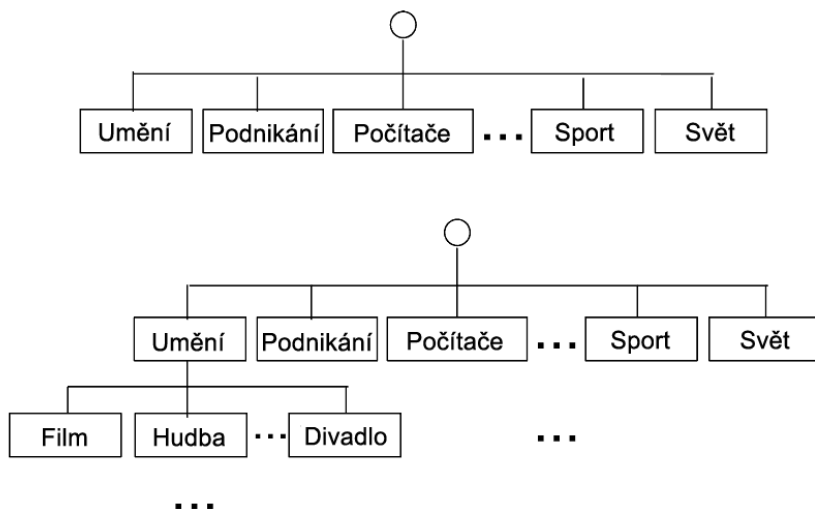 Umění Podnikání Počítače ... Sport Svět
Umění Podnikání Počítače ... Sport Svět
Film Hudba ... Divadlo ...
...